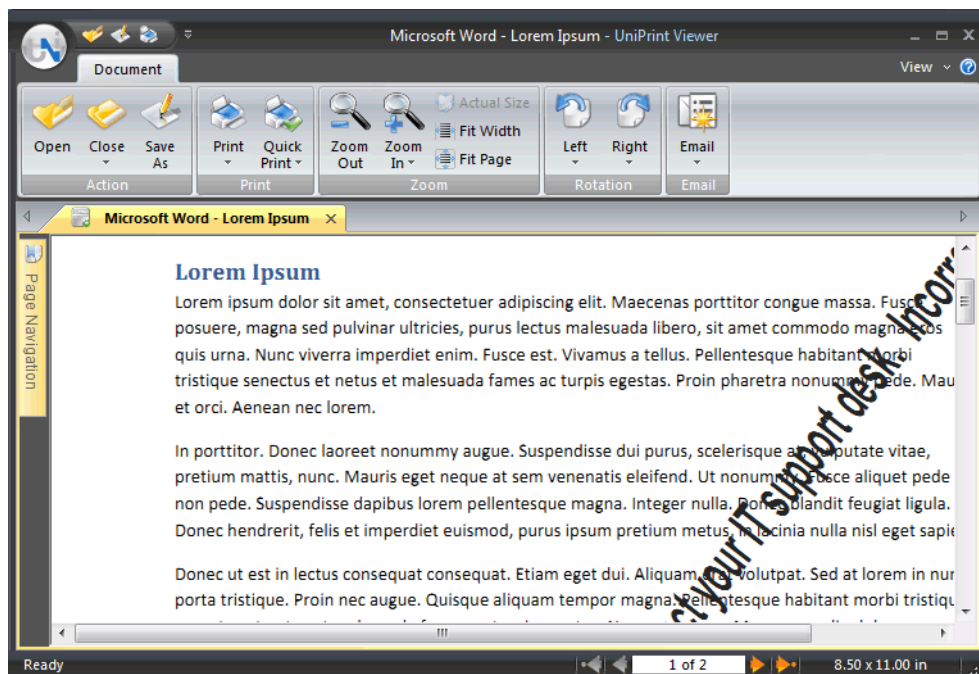 Microsoft Word - Lorem Ipsum - UniPrint Viewer
Document
View
Open
Close
Save As
Action
Print
Quick Print
Print
Zoom Out
Zoom In
Actual Size
Fit Width
Fit Page
Zoom
Left
Right
Rotation
Email
Email
Microsoft Word - Lorem Ipsum
Page Navigation
Lorem Ipsum
Lorem ipsum dolor sit amet, consectetuer adipiscing elit. Maecenas porttitor congue massa. Fusce
posuere, magna sed pulvinar ultricies, purus lectus malesuada libero, sit amet commodo magna eros
quis urna. Nunc viverra imperdiet enim. Fusce est. Vivamus a tellus. Pellentesque habitant morbi
tristique senectus et netus et malesuada fames ac turpis egestas. Proin pharetra nonummy pede. Mau
et orci. Aenean nec lorem.
In porttitor. Donec laoreet nonummy augue. Suspendisse dui purus, scelerisque at, vulputate vitae,
pretium mattis, nunc. Mauris eget neque at sem venenatis eleifend. Ut nonummy. Fusce aliquet pede
non pede. Suspendisse dapibus lorem pellentesque magna. Integer nulla. Donec blandit feugiat ligula.
Donec hendrerit, felis et imperdiet euismod, purus ipsum pretium metus, in lacinia nulla nisl eget sapie
Donec ut est in lectus consequat consequat. Etiam eget dui. Aliquam erat volutpat. Sed at lorem in nun
porta tristique. Proin nec augue. Quisque aliquam tempor magna. Pellentesque habitant morbi tristiqu
ct your IT support desk. Incorre
Ready
1 of 2
8.50 x 11.00 in